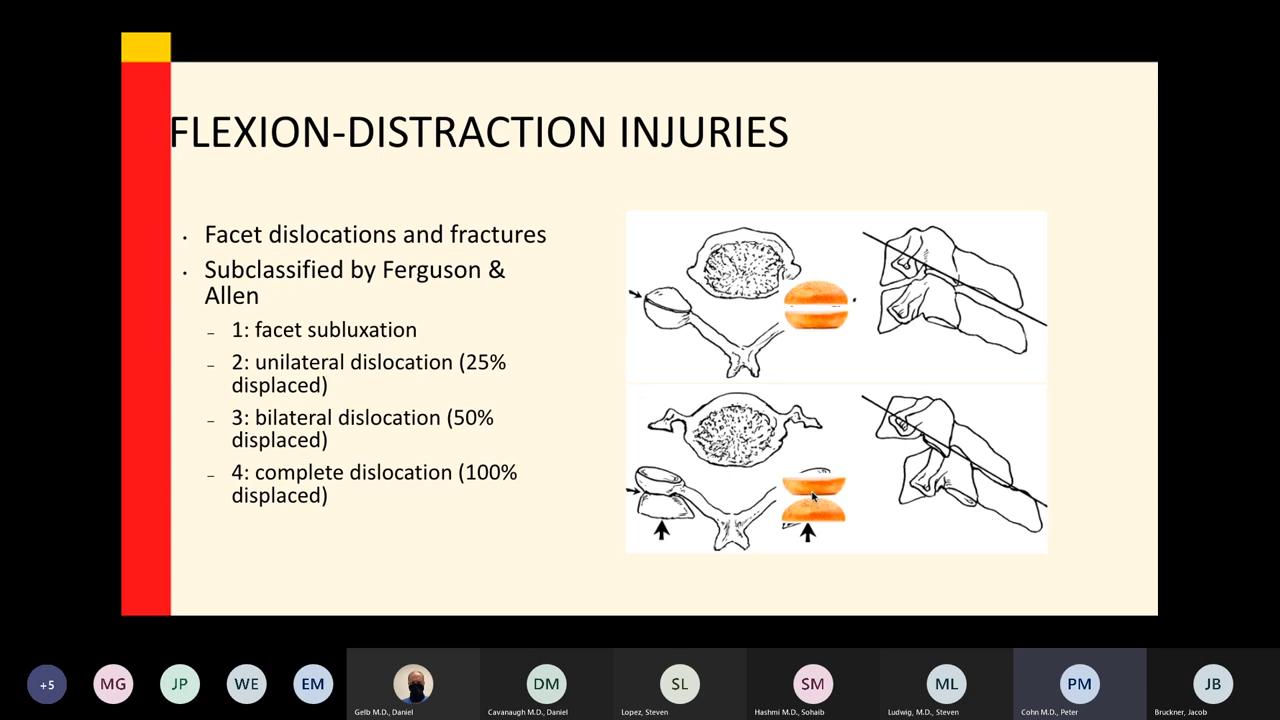 FLEXION-DISTRACTION INJURIES
• Facet dislocations and fractures
• Subclassified by Ferguson &
Allen
– 1: facet subluxation
– 2: unilateral dislocation (25%
displaced)
– 3: bilateral dislocation (50%
displaced)
– 4: complete dislocation (100%
displaced)
+5
MG
JP
WE
EM
DM
SL
SM
ML
PM
JB
Gelb M.D., Daniel
Cavanaugh M.D., Daniel
Lopez, Steven
Hashmi M.D., Sohaib
Ludwig, M.D., Steven
Cohn M.D., Peter
Bruckner, Jacob